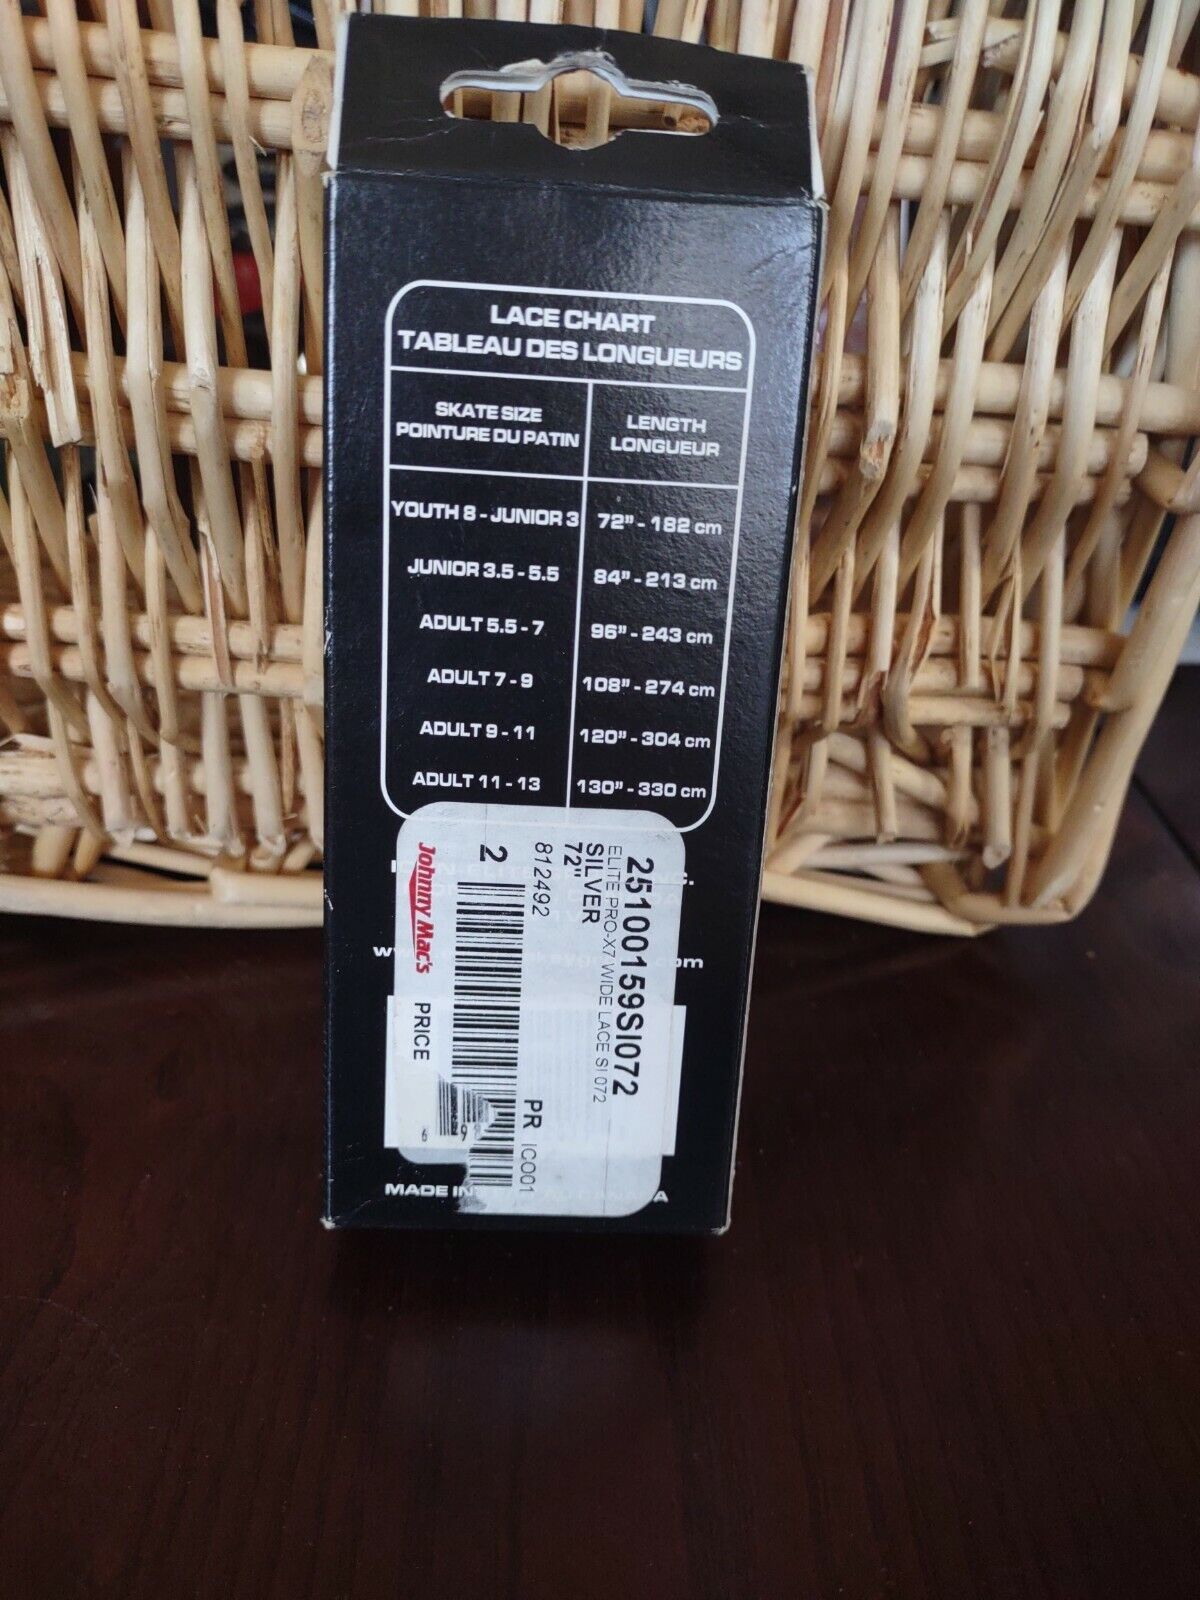 LACE CHART
TABLEAU DES LONGUEURS
SKATE SIZE
POINTURE DU PATIN
LENGTH
LONGUEUR
YOUTH 8 - JUNIOR 3 72" - 182 cm
JUNIOR 3.5 - 5.5 84" - 213 cm
ADULT 5.5 - 7 96" - 243 cm
ADULT 7 - 9 108" - 274 cm
ADULT 9 - 11 120" - 304 cm
ADULT 11 - 13 130" - 330 cm
25100159SI072
ELITE PRO-X7 WIDE LACE SI 072
SILVER
72"
812492
2
PR ICO01
Johnny Mac's
PRICE
MADE IN